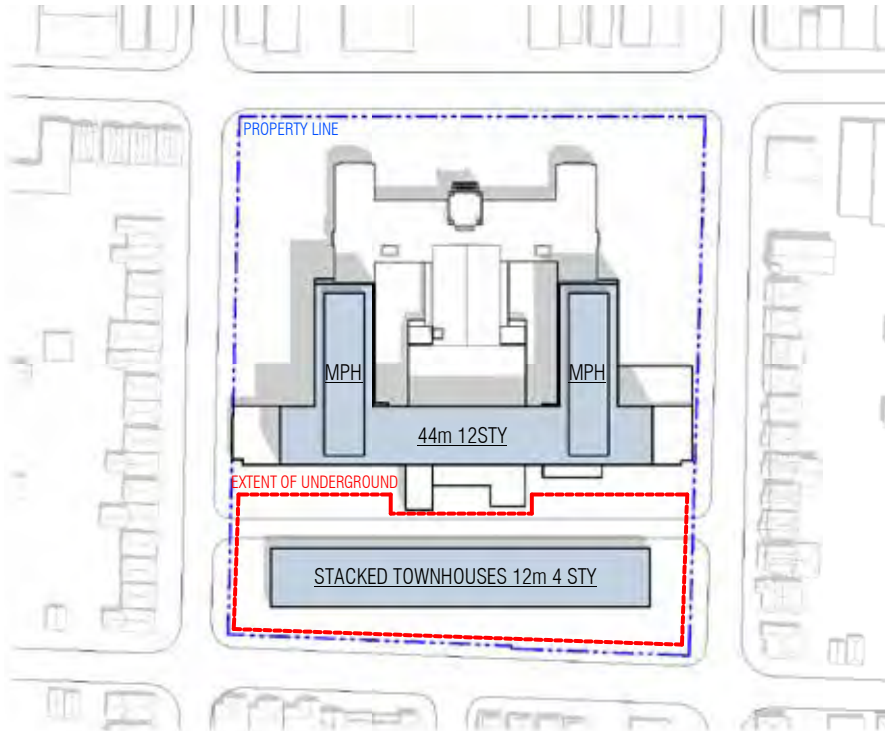 PROPERTY LINE
MPH
MPH
44m 12STY
EXTENT OF UNDERGROUND
STACKED TOWNHOUSES 12m 4 STY